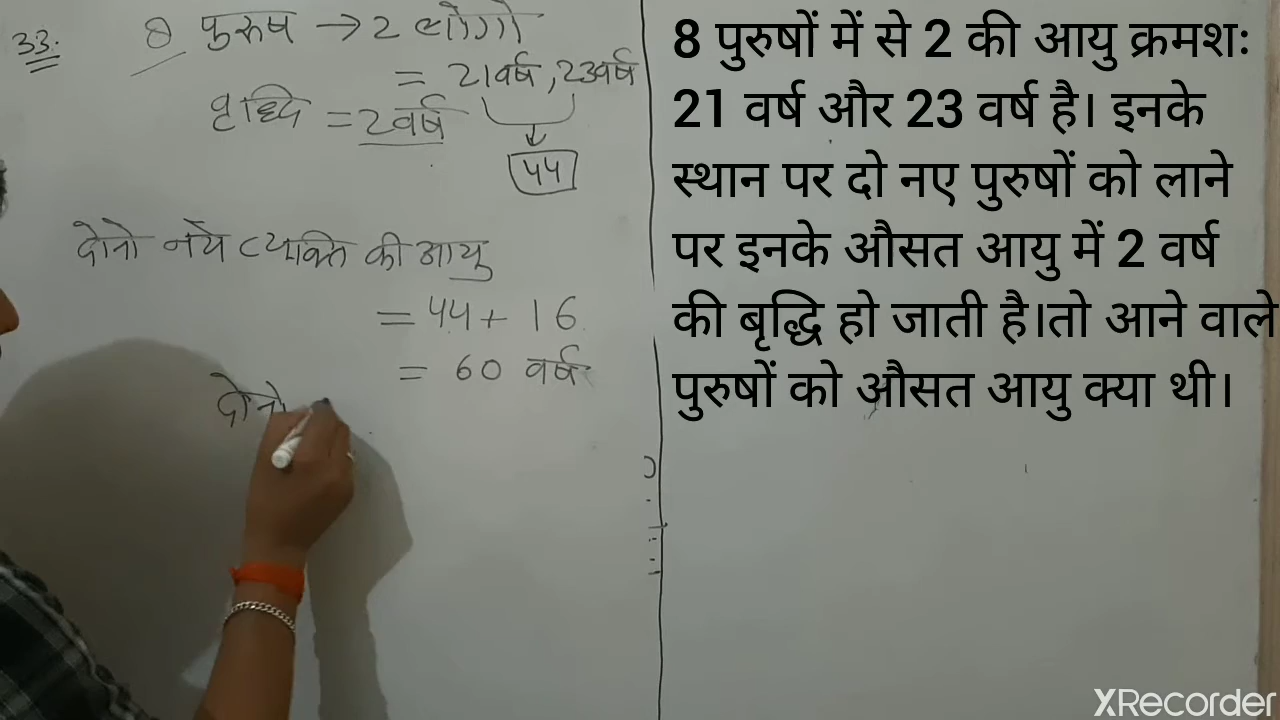 33. 8 पुरुष → 2 लोगो
= 21वर्ष, 23वर्ष
वृध्दि = 2वर्ष
44
दोनो नये व्यक्ति की आयु
= 44 + 16
= 60 वर्ष
दोनो
8 पुरुषों में से 2 की आयु क्रमशः
21 वर्ष और 23 वर्ष है। इनके
स्थान पर दो नए पुरुषों को लाने
पर इनके औसत आयु में 2 वर्ष
की बृद्धि हो जाती है।तो आने वाले
पुरुषों को औसत आयु क्या थी।
XRecorder